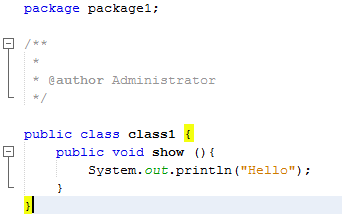 package package1;
/**
*
* @author Administrator
*/
public class class1 {
public void show (){
System.out.println("Hello");
}
}